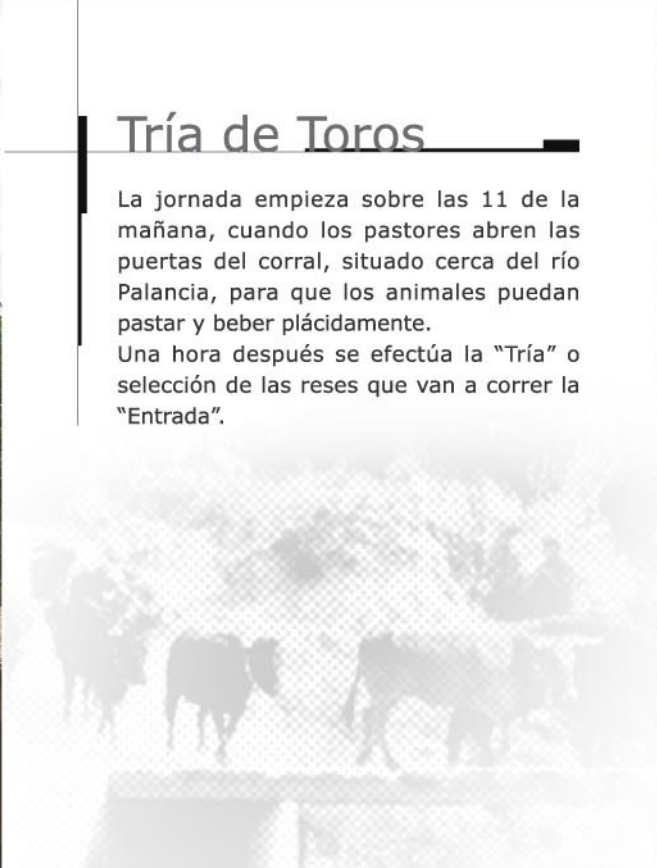 Tría de Toros
La jornada empieza sobre las 11 de la
mañana, cuando los pastores abren las
puertas del corral, situado cerca del río
Palancia, para que los animales puedan
pastar y beber plácidamente.
Una hora después se efectúa la “Tría” o
selección de las reses que van a correr la
“Entrada”.